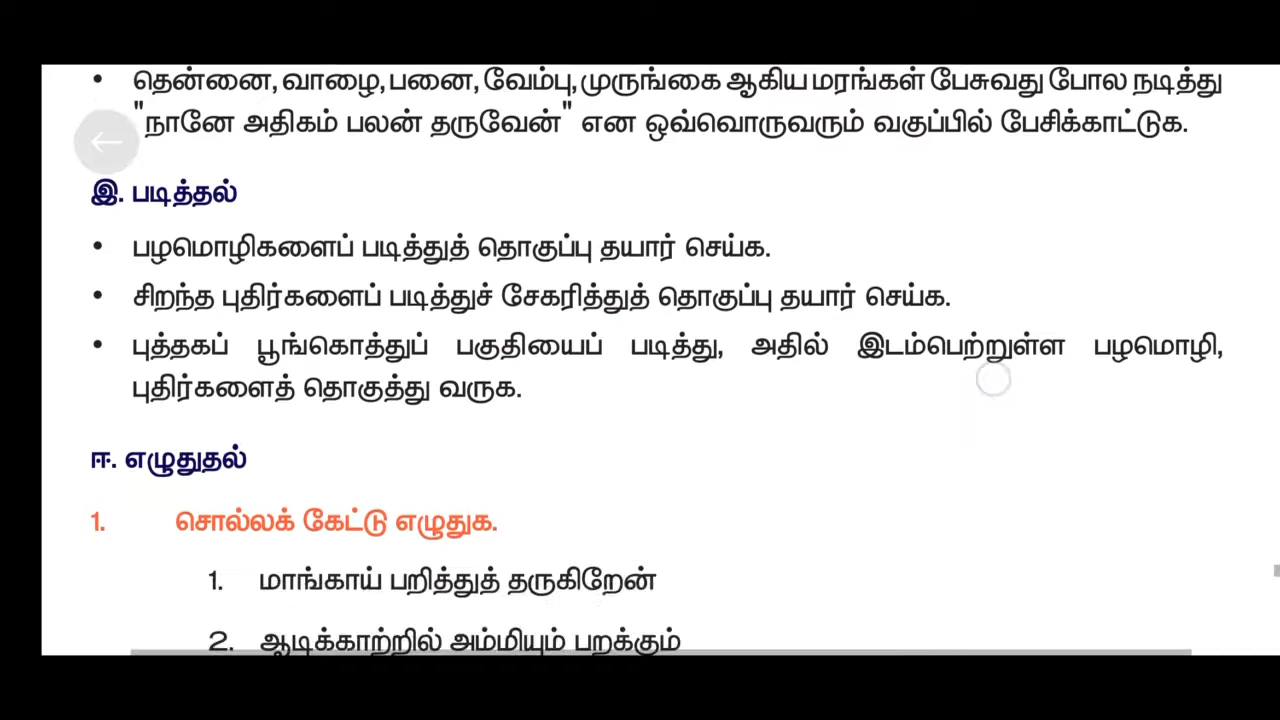 • தென்னை, வாழை, பனை, வேம்பு, முருங்கை ஆகிய மரங்கள் பேசுவது போல நடித்து
"நானே அதிகம் பலன் தருவேன்" என ஒவ்வொருவரும் வகுப்பில் பேசிக்காட்டுக.
இ. படித்தல்
• பழமொழிகளைப் படித்துத் தொகுப்பு தயார் செய்க.
• சிறந்த புதிர்களைப் படித்துச் சேகரித்துத் தொகுப்பு தயார் செய்க.
• புத்தகப் பூங்கொத்துப் பகுதியைப் படித்து, அதில் இடம்பெற்றுள்ள பழமொழி,
புதிர்களைத் தொகுத்து வருக.
ஈ. எழுதுதல்
1. சொல்லக் கேட்டு எழுதுக.
1. மாங்காய் பறித்துத் தருகிறேன்
2. ஆடிக்காற்றில் அம்மியும் பறக்கும்